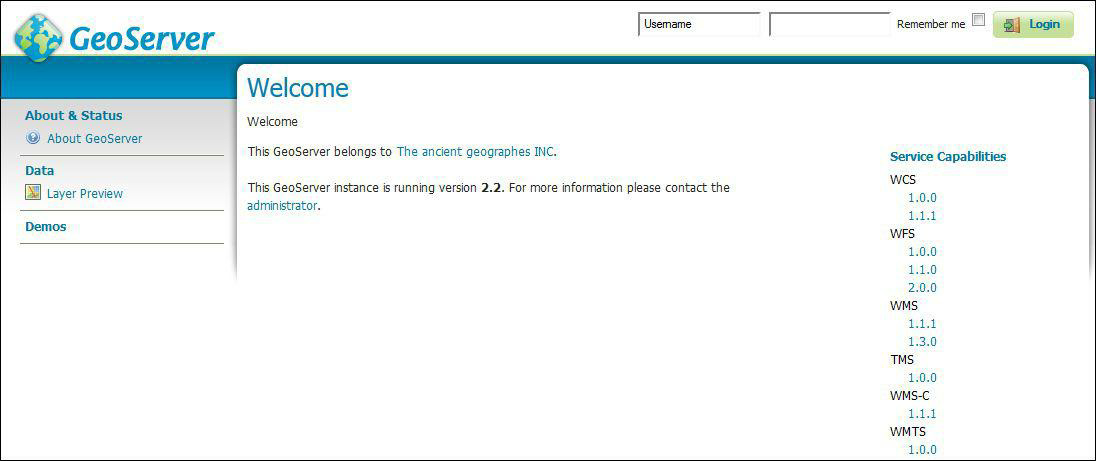 GeoServer
Username
Remember me
Login
About & Status
About GeoServer
Data
Layer Preview
Demos
Welcome
Welcome
This GeoServer belongs to The ancient geographes INC.
This GeoServer instance is running version 2.2. For more information please contact the
administrator.
Service Capabilities
WCS
1.0.0
1.1.1
WFS
1.0.0
1.1.0
2.0.0
WMS
1.1.1
1.3.0
TMS
1.0.0
WMS-C
1.1.1
WMTS
1.0.0